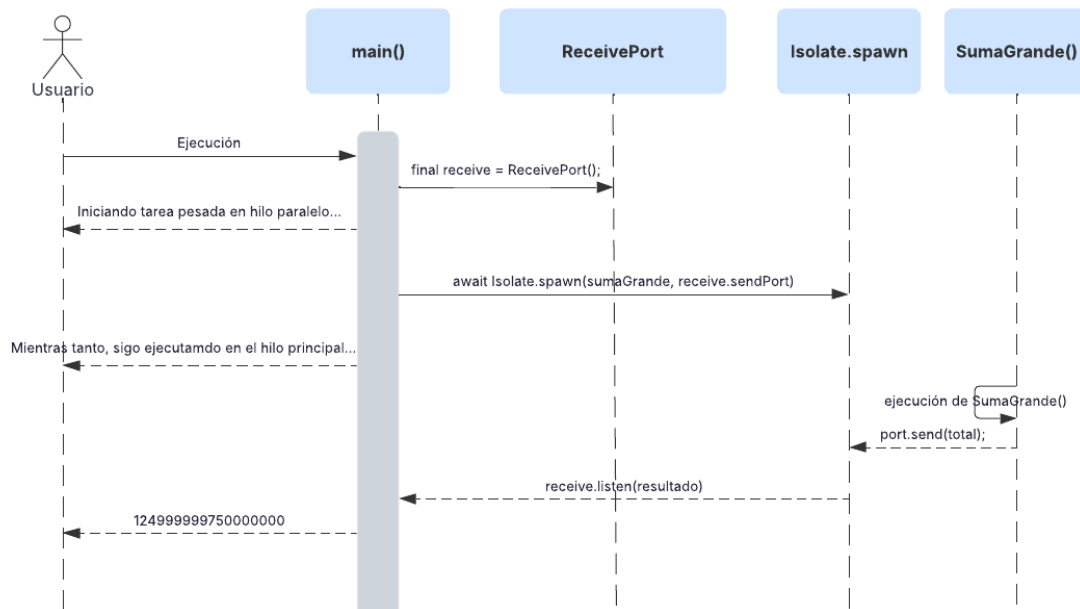 Usuario
main()
ReceivePort
Isolate.spawn
SumaGrande()
Ejecución
final receive = ReceivePort();
Iniciando tarea pesada en hilo paralelo...
await Isolate.spawn(sumaGrande, receive.sendPort)
Mientras tanto, sigo ejecutamdo en el hilo principal...
ejecución de SumaGrande()
port.send(total);
receive.listen(resultado)
124999999750000000